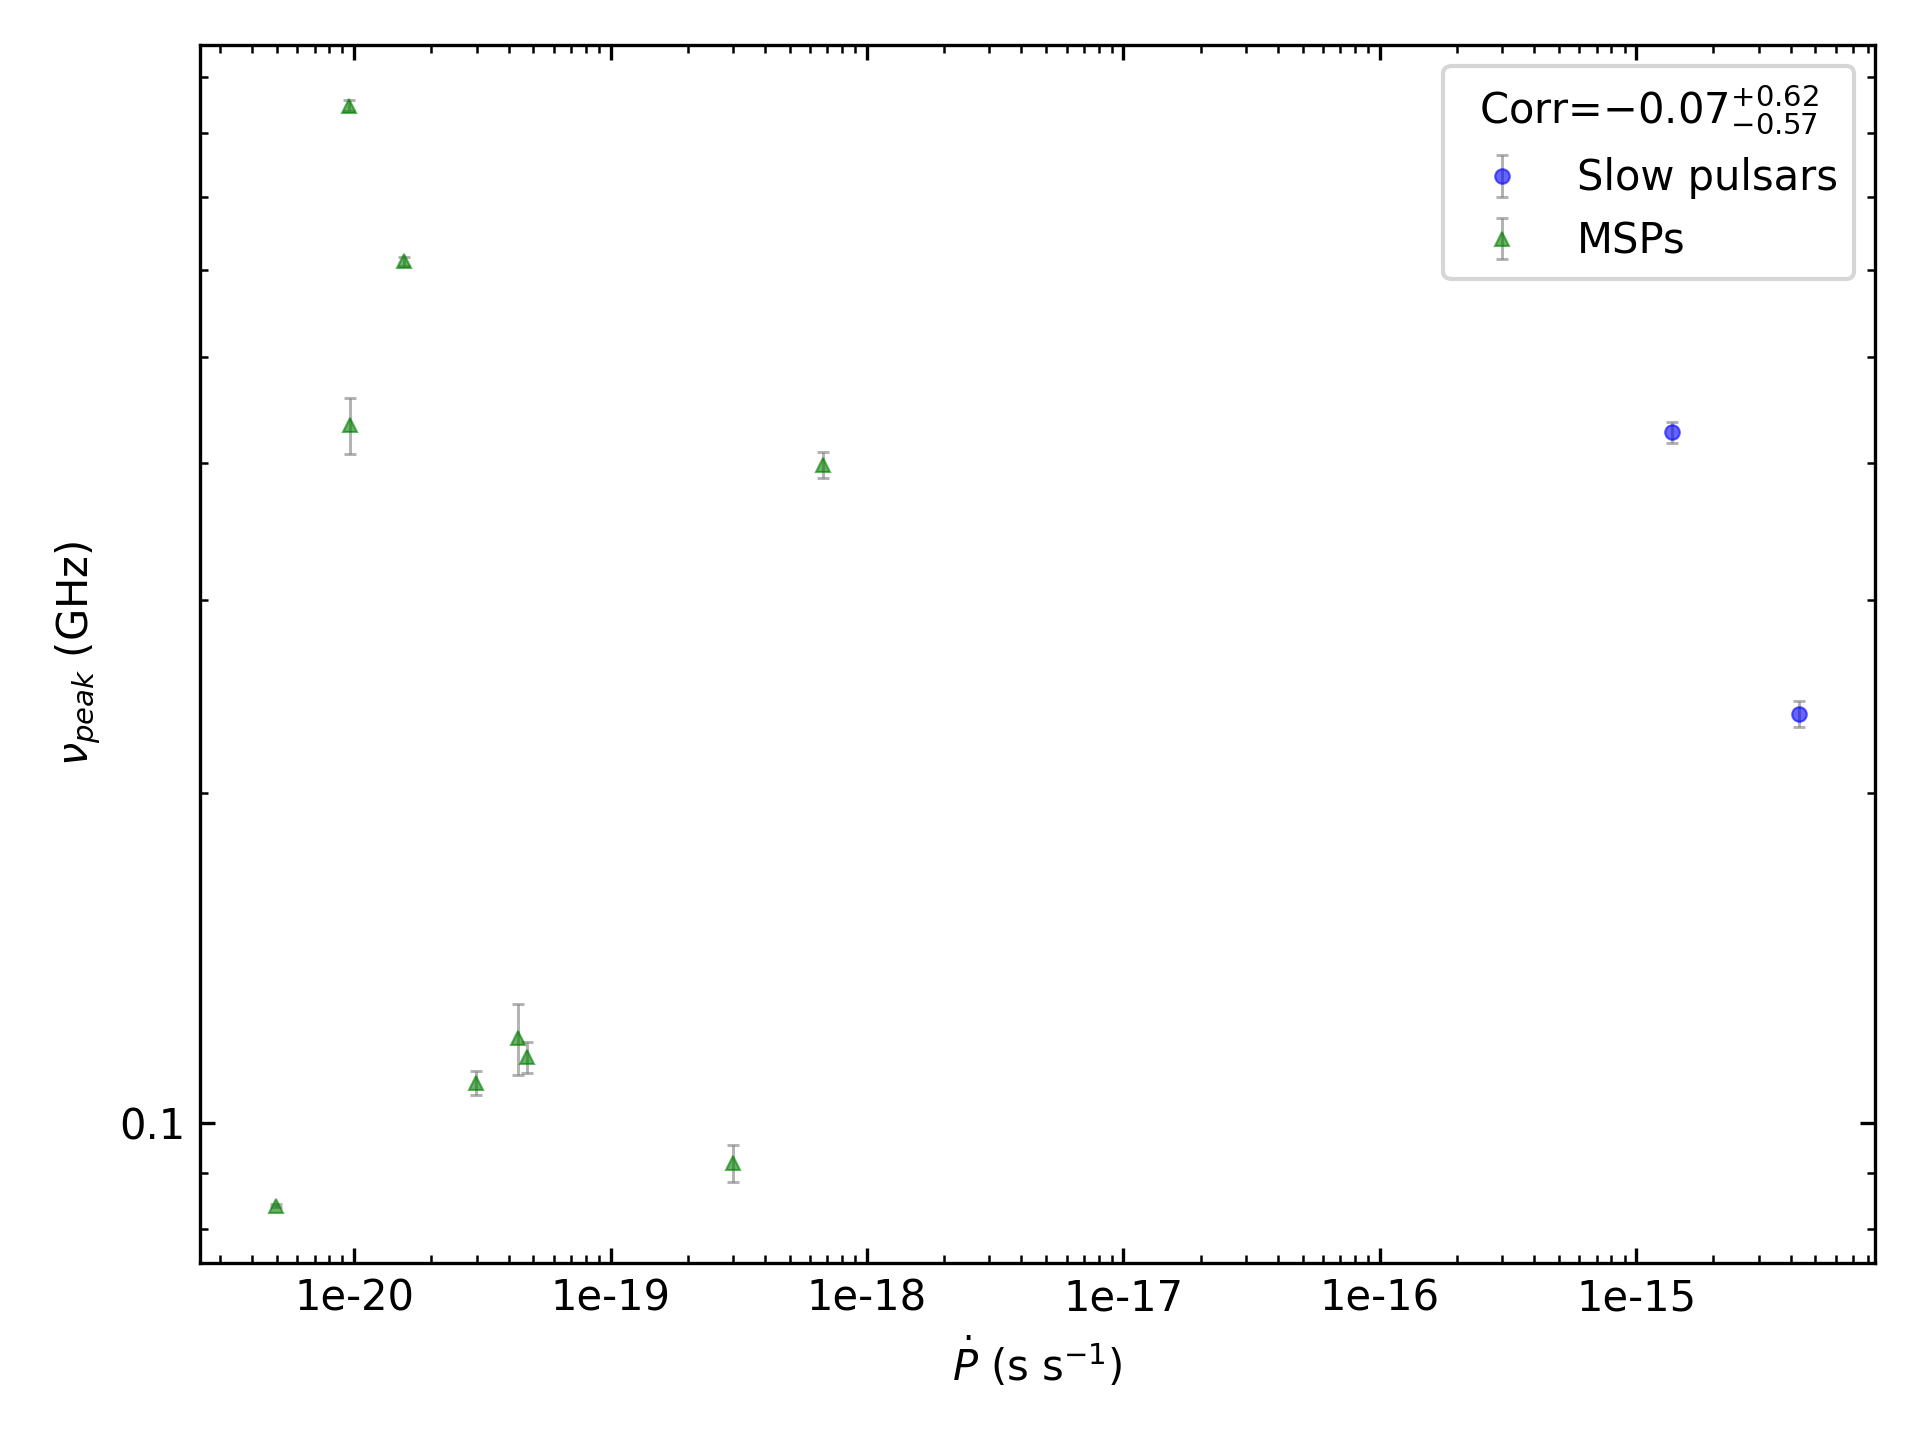 Corr=−0.07+0.62−0.57
Slow pulsars
MSPs
ν_peak (GHz)
0.1
1e-20 1e-19 1e-18 1e-17 1e-16 1e-15
Ṗ (s s⁻¹)